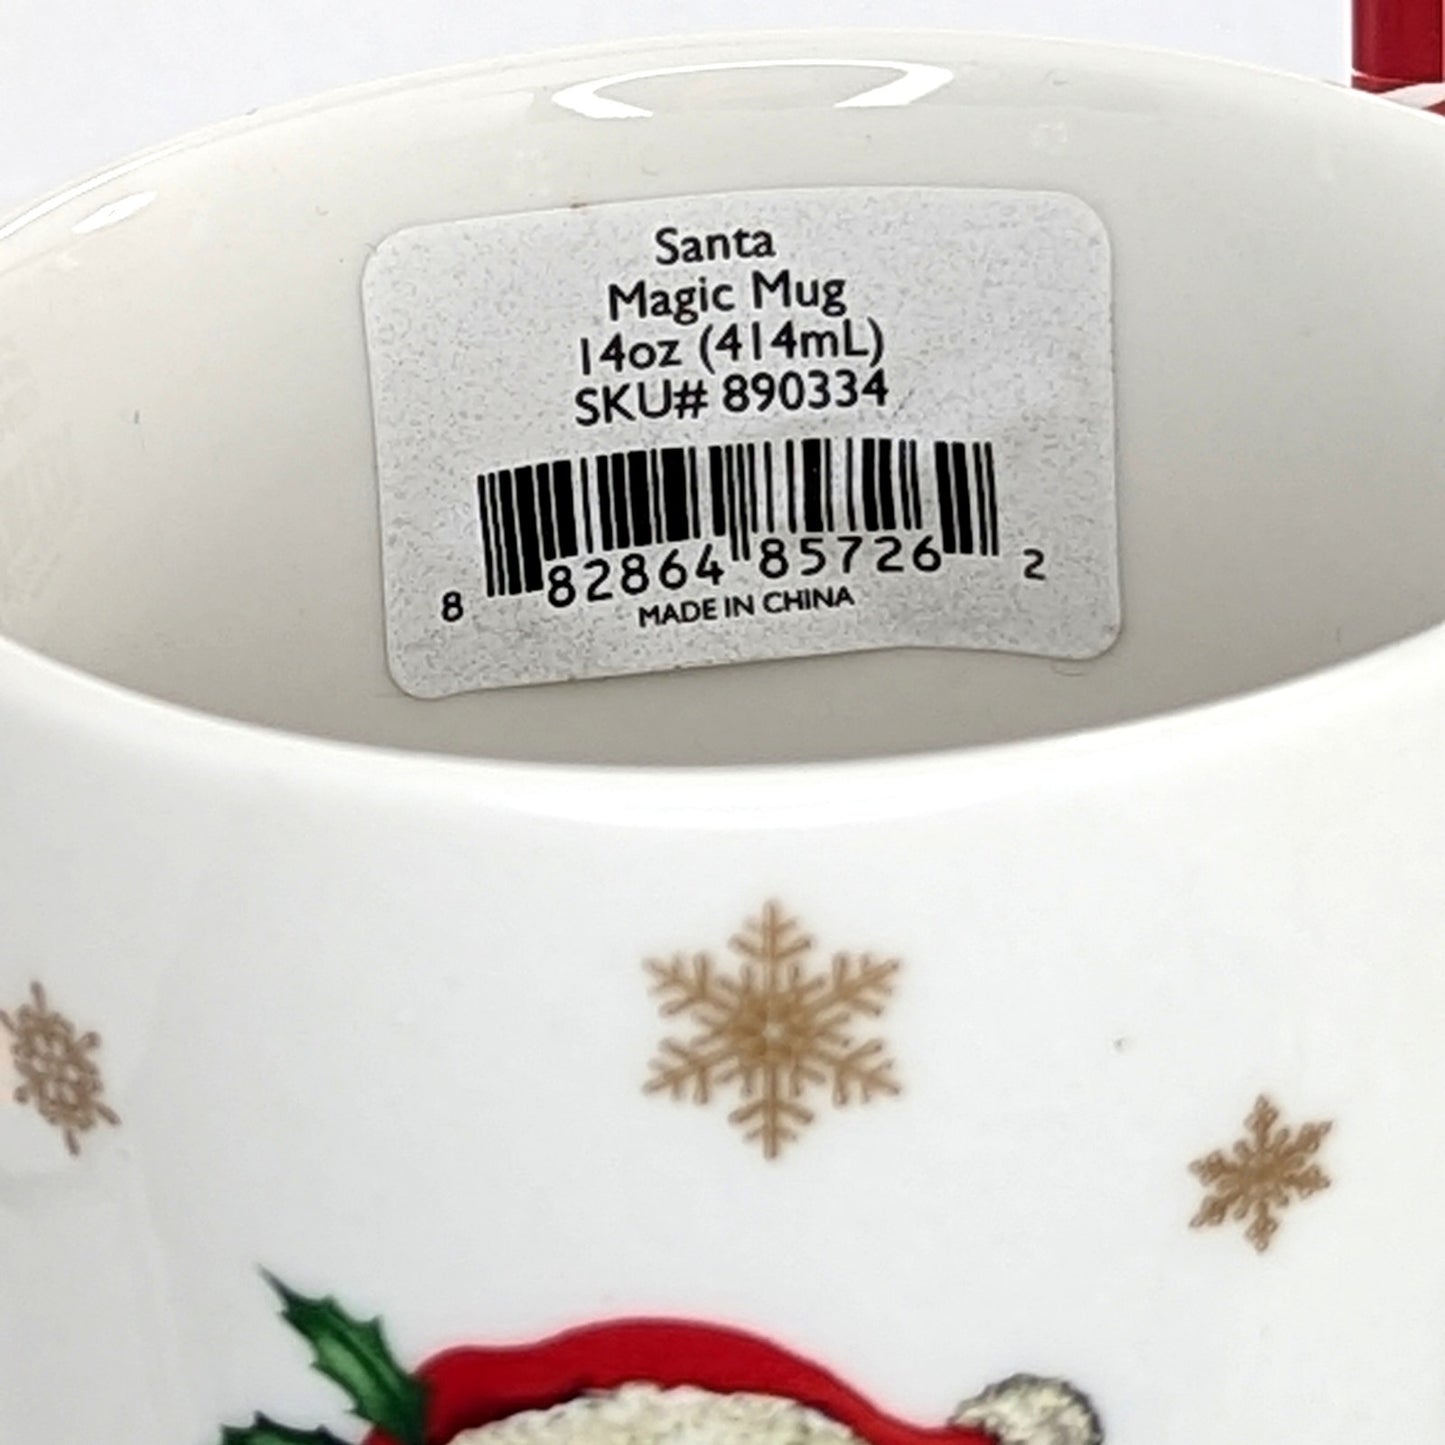 Santa
Magic Mug
14oz (414mL)
SKU# 890334
8 82864 85726 2
MADE IN CHINA